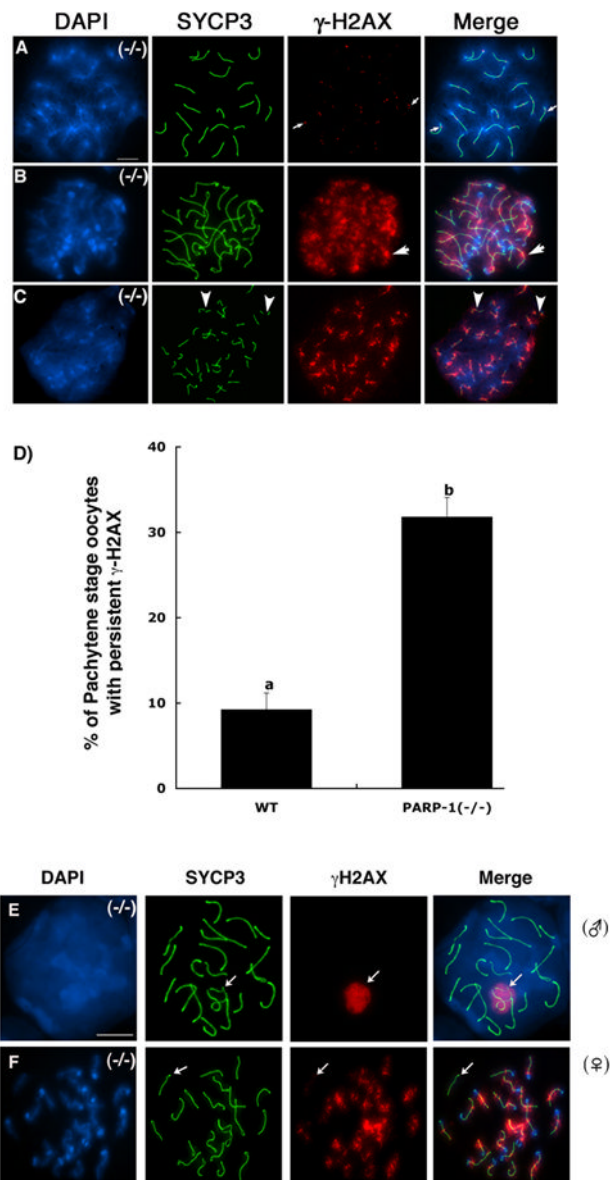 DAPI SYCP3 γ-H2AX Merge
A (-/-)
B (-/-)
C (-/-)
D)
% of Pachytene stage oocytes
with persistent γ-H2AX
40
30
20
10
0
a
b
WT PARP-1(-/-)
DAPI SYCP3 γH2AX Merge
E (-/-) (♂)
F (-/-) (♀)